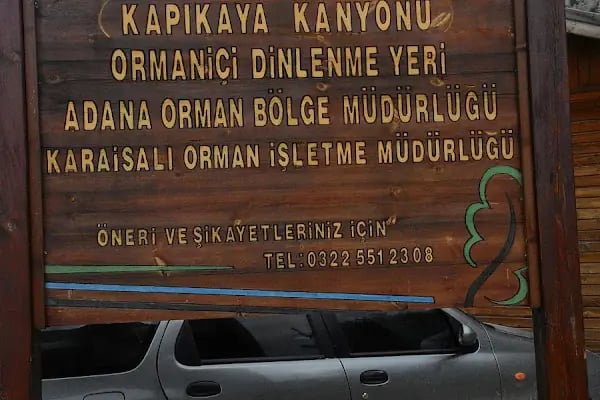 KAPIKAYA KANYONU
ORMANİÇİ DİNLENME YERİ
ADANA ORMAN BÖLGE MÜDÜRLÜĞÜ
KARAİSALI ORMAN İŞLETME MÜDÜRLÜĞÜ
ÖNERİ VE ŞİKAYETLERİNİZ İÇİN
TEL:0322 551 2308